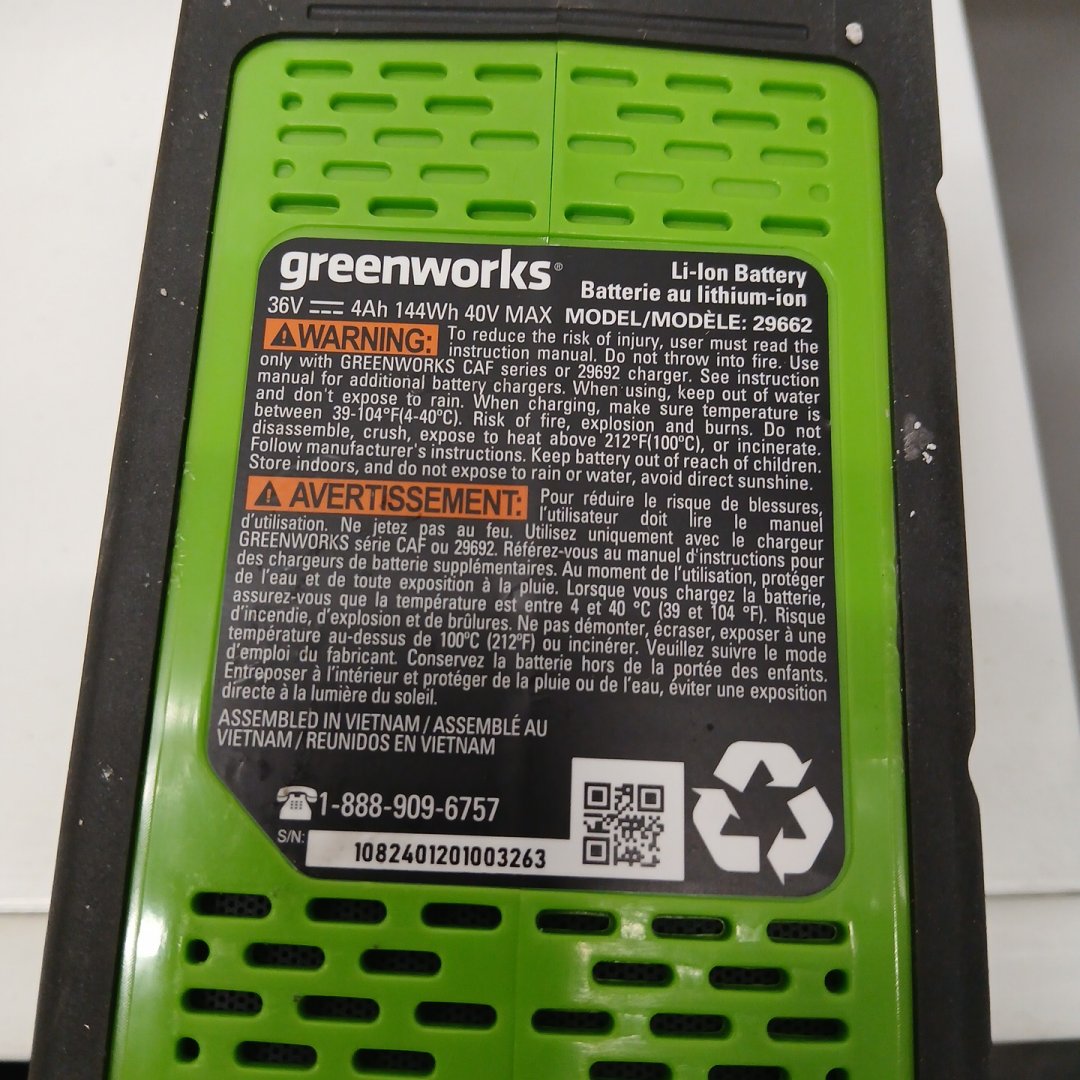 greenworks®
Li-Ion Battery
Batterie au lithium-ion
36V ⎓ 4Ah 144Wh 40V MAX MODEL/MODÈLE: 29662
⚠WARNING: To reduce the risk of injury, user must read the
instruction manual. Do not throw into fire. Use
only with GREENWORKS CAF series or 29692 charger. See instruction
manual for additional battery chargers. When using, keep out of water
and don't expose to rain. When charging, make sure temperature is
between 39-104°F(4-40°C). Risk of fire, explosion and burns. Do not
disassemble, crush, expose to heat above 212°F(100°C), or incinerate.
Follow manufacturer's instructions. Keep battery out of reach of children.
Store indoors, and do not expose to rain or water, avoid direct sunshine.
⚠ AVERTISSEMENT: Pour réduire le risque de blessures,
l'utilisateur doit lire le manuel
d'utilisation. Ne jetez pas au feu. Utilisez uniquement avec le chargeur
GREENWORKS série CAF ou 29692. Référez-vous au manuel d'instructions pour
des chargeurs de batterie supplémentaires. Au moment de l'utilisation, protéger
de l'eau et de toute exposition à la pluie. Lorsque vous chargez la batterie,
assurez-vous que la température est entre 4 et 40 °C (39 et 104 °F). Risque
d'incendie, d'explosion et de brûlures. Ne pas démonter, écraser, exposer à une
température au-dessus de 100°C (212°F) ou incinérer. Veuillez suivre le mode
d'emploi du fabricant. Conservez la batterie hors de la portée des enfants.
Entreposer à l'intérieur et protéger de la pluie ou de l'eau, éviter une exposition
directe à la lumière du soleil.
ASSEMBLED IN VIETNAM / ASSEMBLÉ AU
VIETNAM / REUNIDOS EN VIETNAM
☎1-888-909-6757
S/N: 1082401201003263